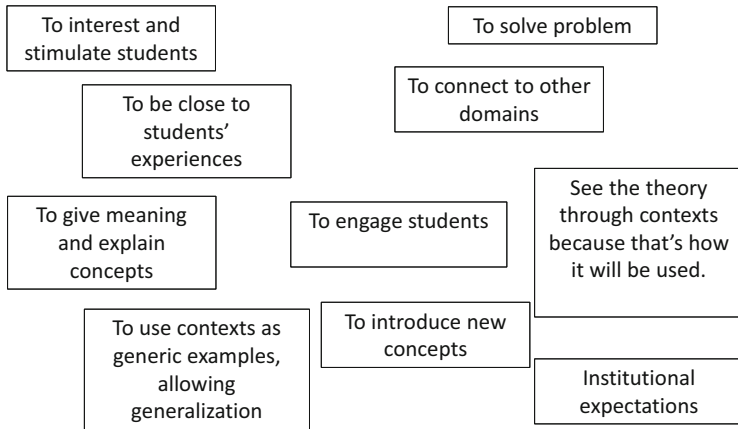 To interest and
stimulate students
To solve problem
To connect to other
domains
To be close to
students’
experiences
See the theory
through contexts
because that’s how
it will be used.
To give meaning
and explain
concepts
To engage students
To use contexts as
generic examples,
allowing
generalization
To introduce new
concepts
Institutional
expectations